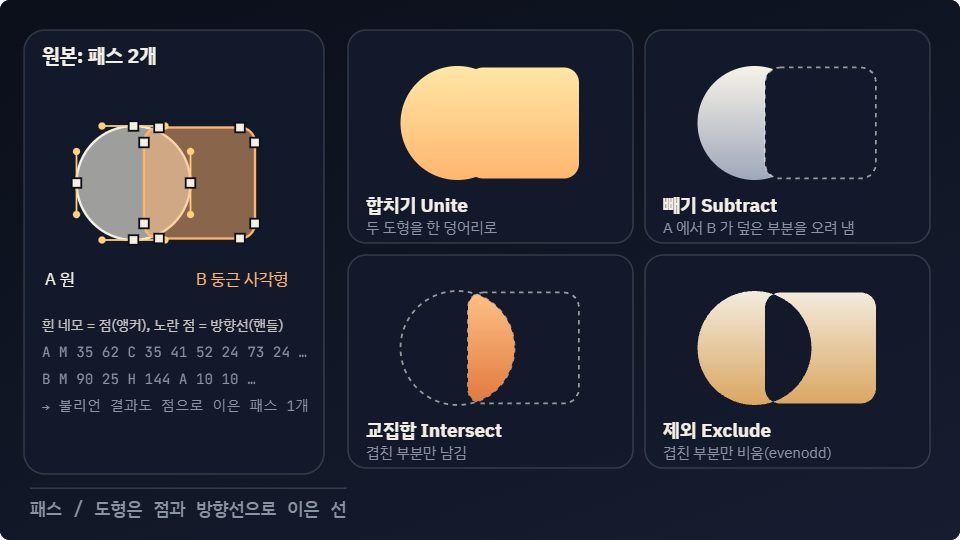 원본: 패스 2개
A 원
B 둥근 사각형
흰 네모 = 점(앵커), 노란 점 = 방향선(핸들)
A M 35 62 C 35 41 52 24 73 24 …
B M 90 25 H 144 A 10 10 …
→ 불리언 결과도 점으로 이은 패스 1개
합치기 Unite
두 도형을 한 덩어리로
빼기 Subtract
A 에서 B 가 덮은 부분을 오려 냄
교집합 Intersect
겹친 부분만 남김
제외 Exclude
겹친 부분만 비움(evenodd)
패스 / 도형은 점과 방향선으로 이은 선